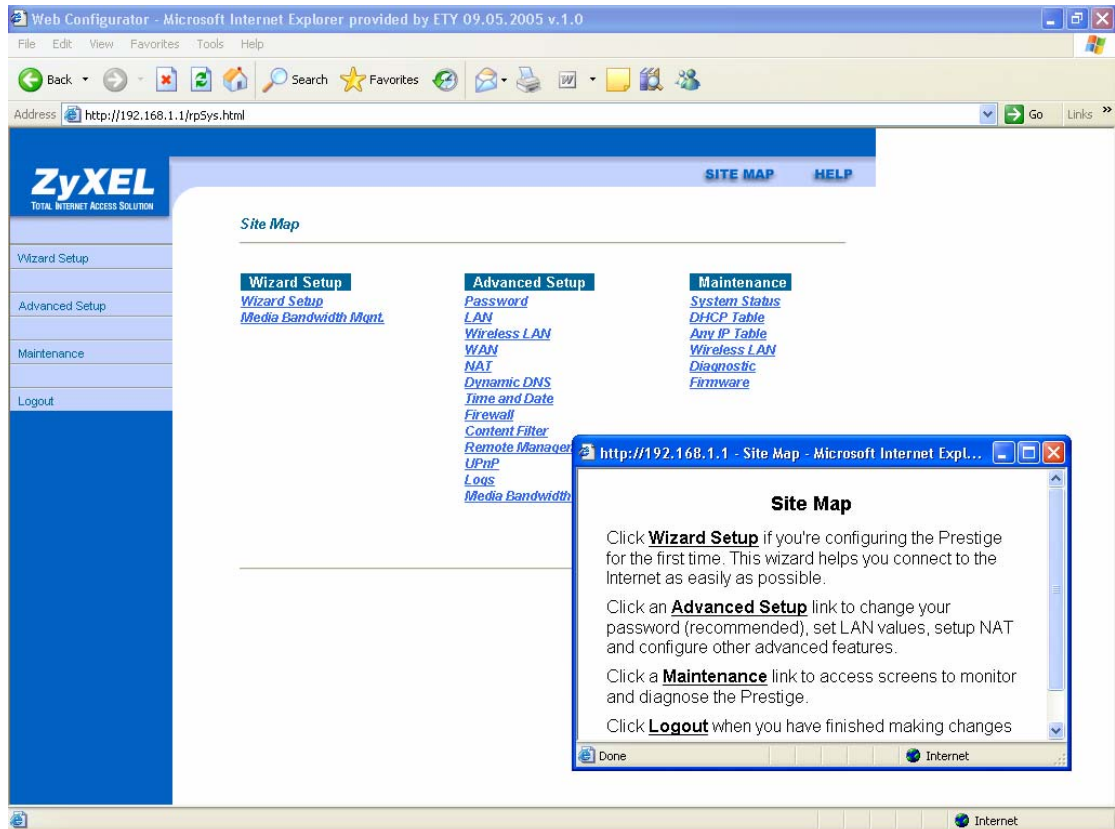 Web Configurator - Microsoft Internet Explorer provided by ETY 09.05.2005 v.1.0
File Edit View Favorites Tools Help
Back Search Favorites
Address http://192.168.1.1/rpSys.html Go Links »
ZyXEL
TOTAL INTERNET ACCESS SOLUTION
SITE MAP HELP
Wizard Setup
Advanced Setup
Maintenance
Logout
Site Map
Wizard Setup
Wizard Setup
Media Bandwidth Mgnt.
Advanced Setup
Password
LAN
Wireless LAN
WAN
NAT
Dynamic DNS
Time and Date
Firewall
Content Filter
Remote Manager
UPnP
Logs
Media Bandwidth
Maintenance
System Status
DHCP Table
Any IP Table
Wireless LAN
Diagnostic
Firmware
http://192.168.1.1 - Site Map - Microsoft Internet Expl...
Site Map
Click Wizard Setup if you're configuring the Prestige
for the first time. This wizard helps you connect to the
Internet as easily as possible.
Click an Advanced Setup link to change your
password (recommended), set LAN values, setup NAT
and configure other advanced features.
Click a Maintenance link to access screens to monitor
and diagnose the Prestige.
Click Logout when you have finished making changes
Done Internet
Internet